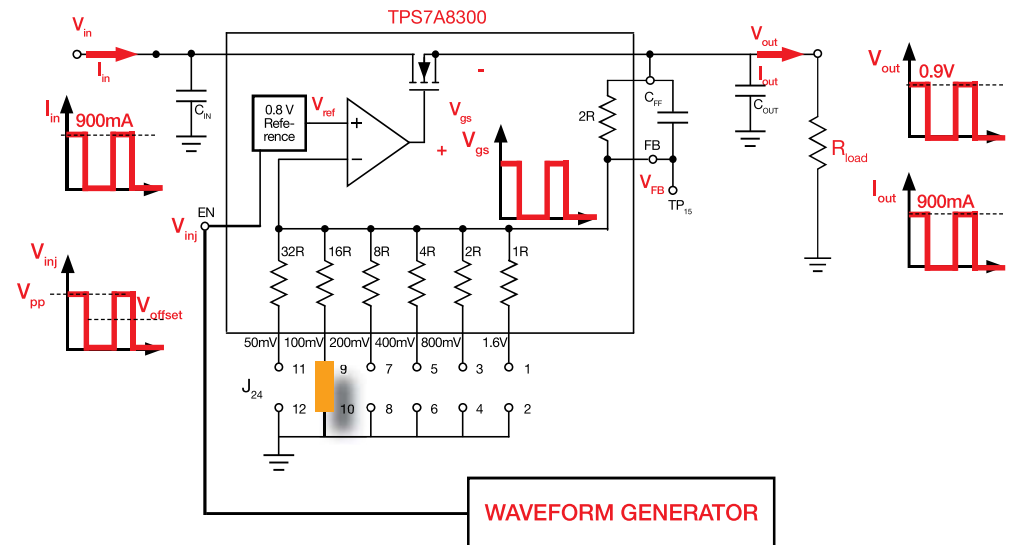 TPS7A8300
Vin
Iin
Iin
900mA
CIN
0.8 V
Refe-
rence
Vref
+
−
Vgs
+
-
Vgs
2R
CFF
FB
VFB
TP15
Vout
Iout
COUT
Rload
Vout
0.9V
Iout
900mA
EN
Vinj
Vinj
Vpp
Voffset
32R
16R
8R
4R
2R
1R
50mV
100mV
200mV
400mV
800mV
1.6V
J24
11
9
7
5
3
1
12
10
8
6
4
2
WAVEFORM GENERATOR